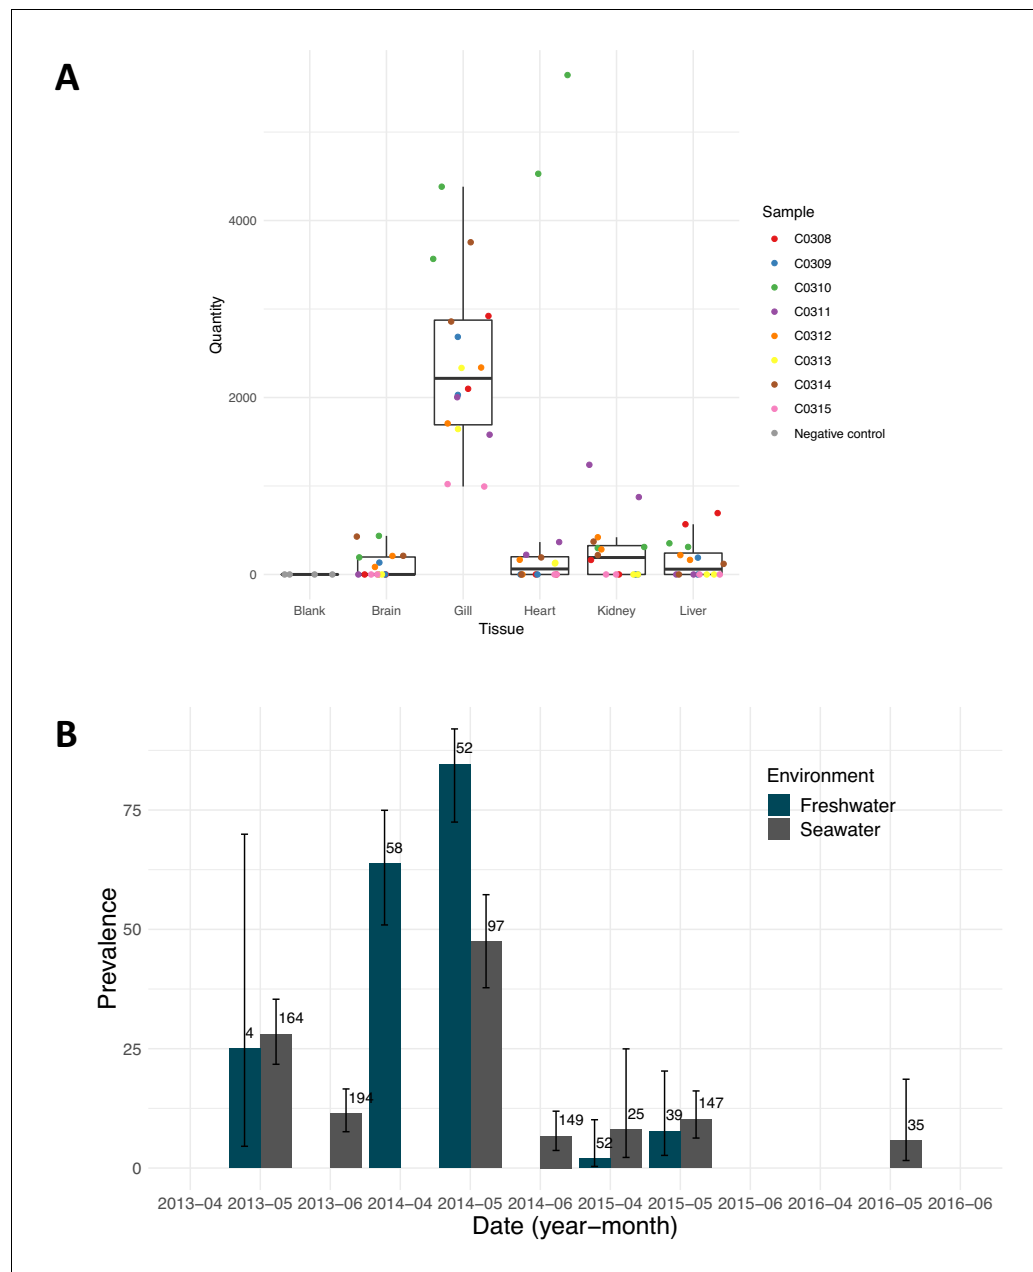 A
Quantity
4000
2000
0
Blank Brain Gill Heart Kidney Liver
Tissue
Sample
C0308
C0309
C0310
C0311
C0312
C0313
C0314
C0315
Negative control
B
Prevalence
75
50
25
0
4
164
194
58
52
97
149
52
25
39
147
35
Environment
Freshwater
Seawater
2013–04 2013–05 2013–06 2014–04 2014–05 2014–06 2015–04 2015–05 2015–06 2016–04 2016–05 2016–06
Date (year–month)